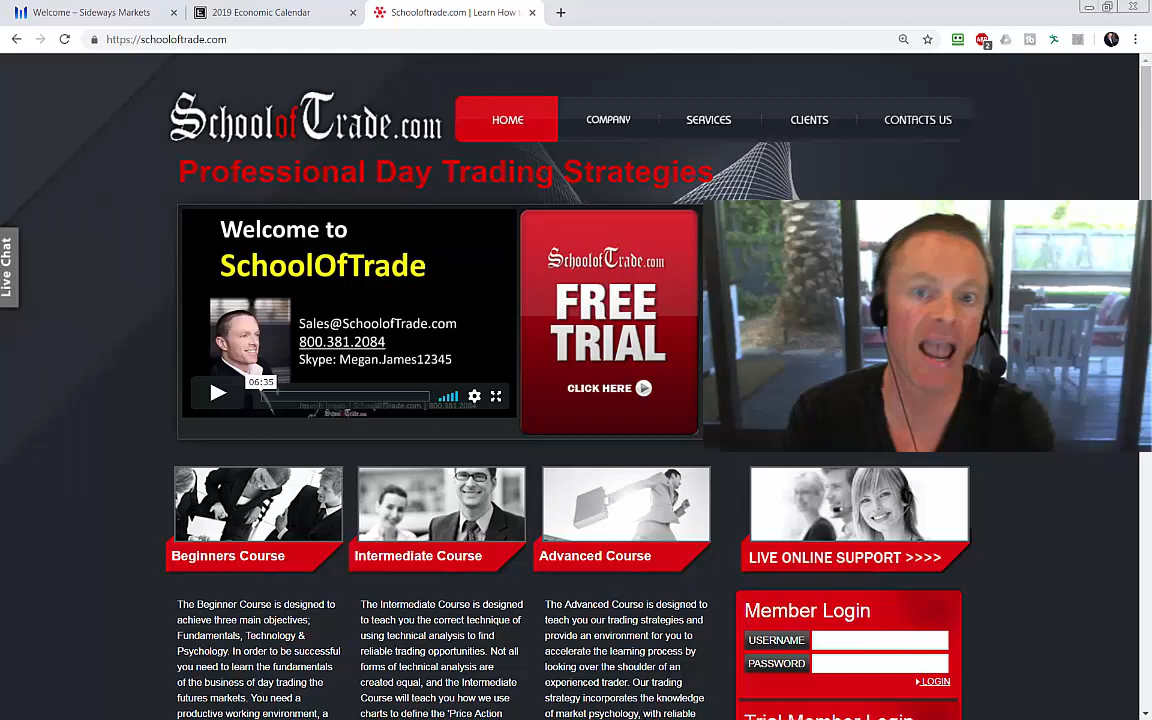 Welcome – Sideways Markets
2019 Economic Calendar
Schooloftrade.com | Learn How t
https://schooloftrade.com
2
SchoolofTrade.com
HOME
COMPANY
SERVICES
CLIENTS
CONTACTS US
Professional Day Trading Strategies
Live Chat
Welcome to
SchoolOfTrade
Sales@SchoolofTrade.com
800.381.2084
Skype: Megan.James12345
06:35
SchoolofTrade.com
FREE
TRIAL
CLICK HERE
Beginners Course
Intermediate Course
Advanced Course
LIVE ONLINE SUPPORT >>>>
The Beginner Course is designed to
achieve three main objectives;
Fundamentals, Technology &
Psychology. In order to be successful
you need to learn the fundamentals
of the business of day trading the
futures markets. You need a
productive working environment, a
The Intermediate Course is designed
to teach you the correct technique of
using technical analysis to find
reliable trading opportunities. Not all
forms of technical analysis are
created equal, and the Intermediate
Course will teach you how we use
charts to define the 'Price Action
The Advanced Course is designed to
teach you our trading strategies and
provide an environment for you to
accelerate the learning process by
looking over the shoulder of an
experienced trader. Our trading
strategy incorporates the knowledge
of market psychology, with reliable
Member Login
USERNAME
PASSWORD
LOGIN
Trial Member Login